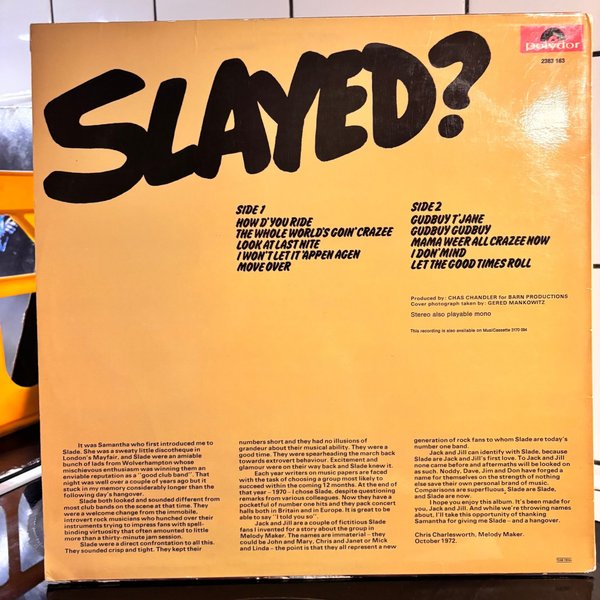 polydor
2383 163
SLAYED?
SIDE 1
HOW D'YOU RIDE
THE WHOLE WORLD'S GOIN' CRAZEE
LOOK AT LAST NITE
I WON'T LET IT 'APPEN AGEN
MOVE OVER
SIDE 2
GUDBUY T'JANE
GUDBUY GUDBUY
MAMA WEER ALL CRAZEE NOW
I DON' MIND
LET THE GOOD TIMES ROLL
Produced by: CHAS CHANDLER for BARN PRODUCTIONS
Cover photograph taken by: GERED MANKOWITZ
Stereo also playable mono
This recording is also available on MusiCassette 3170 084
It was Samantha who first introduced me to
Slade. She was a sweaty little discotheque in
London's Mayfair, and Slade were an amiable
bunch of lads from Wolverhampton whose
mischievous enthusiasm was winning them an
enviable reputation as a "good club band". That
night was well over a couple of years ago but it
stuck in my memory considerably longer than the
following day's hangover.
Slade both looked and sounded different from
most club bands on the scene at that time. They
were a welcome change from the immobile,
introvert rock musicians who hunched over their
instruments trying to impress fans with spell-
binding virtuosity that often amounted to little
more than a thirty-minute jam session.
Slade were a direct confrontation to all this.
They sounded crisp and tight. They kept their
numbers short and they had no illusions of
grandeur about their musical ability. They were a
good time. They were spearheading the march back
towards extrovert behaviour. Excitement and
glamour were on their way back and Slade knew it.
Each year writers on music papers are faced
with the task of choosing a group most likely to
succeed within the coming 12 months. At the end of
that year – 1970 – I chose Slade, despite questioning
remarks from various colleagues. Now they have a
pocketful of number one hits and they pack concert
halls both in Britain and in Europe. It is great to be
able to say "I told you so".
Jack and Jill are a couple of fictitious Slade
fans I invented for a story about the group in
Melody Maker. The names are immaterial – they
could be John and Mary, Chris and Janet or Mick
and Linda – the point is that they all represent a new
generation of rock fans to whom Slade are today's
number one band.
Jack and Jill can identify with Slade, because
Slade are Jack and Jill's first love. To Jack and Jill
none came before and aftermaths will be looked on
as such. Noddy, Dave, Jim and Don have forged a
name for themselves on the strength of nothing
else save their own personal brand of music.
Comparisons are superfluous, Slade are Slade,
and Slade are now.
I hope you enjoy this album. It's been made for
you, Jack and Jill. And while we're throwing names
about, I'll take this opportunity of thanking
Samantha for giving me Slade – and a hangover.
Chris Charlesworth, Melody Maker.
October 1972.